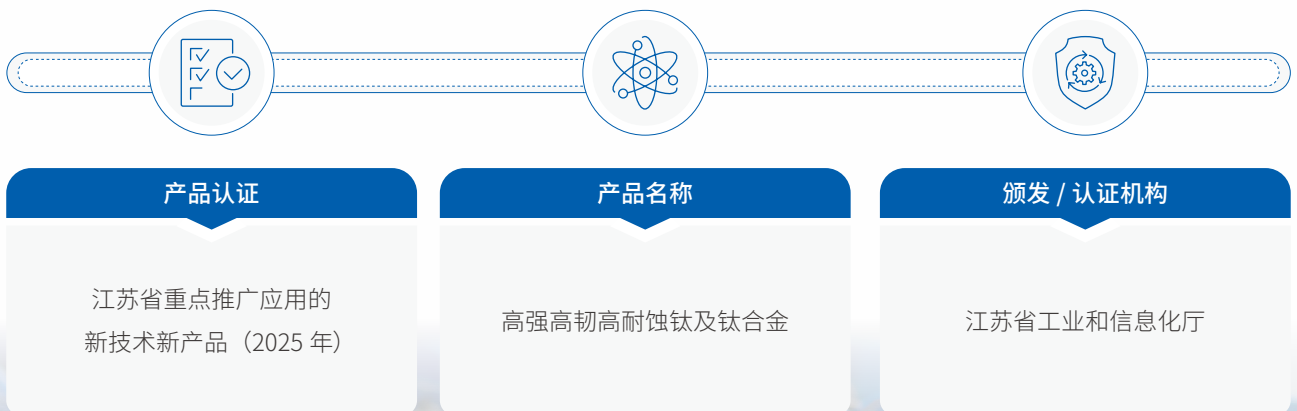 产品认证
江苏省重点推广应用的
新技术新产品（2025 年）
产品名称
高强高韧高耐蚀钛及钛合金
颁发 / 认证机构
江苏省工业和信息化厅